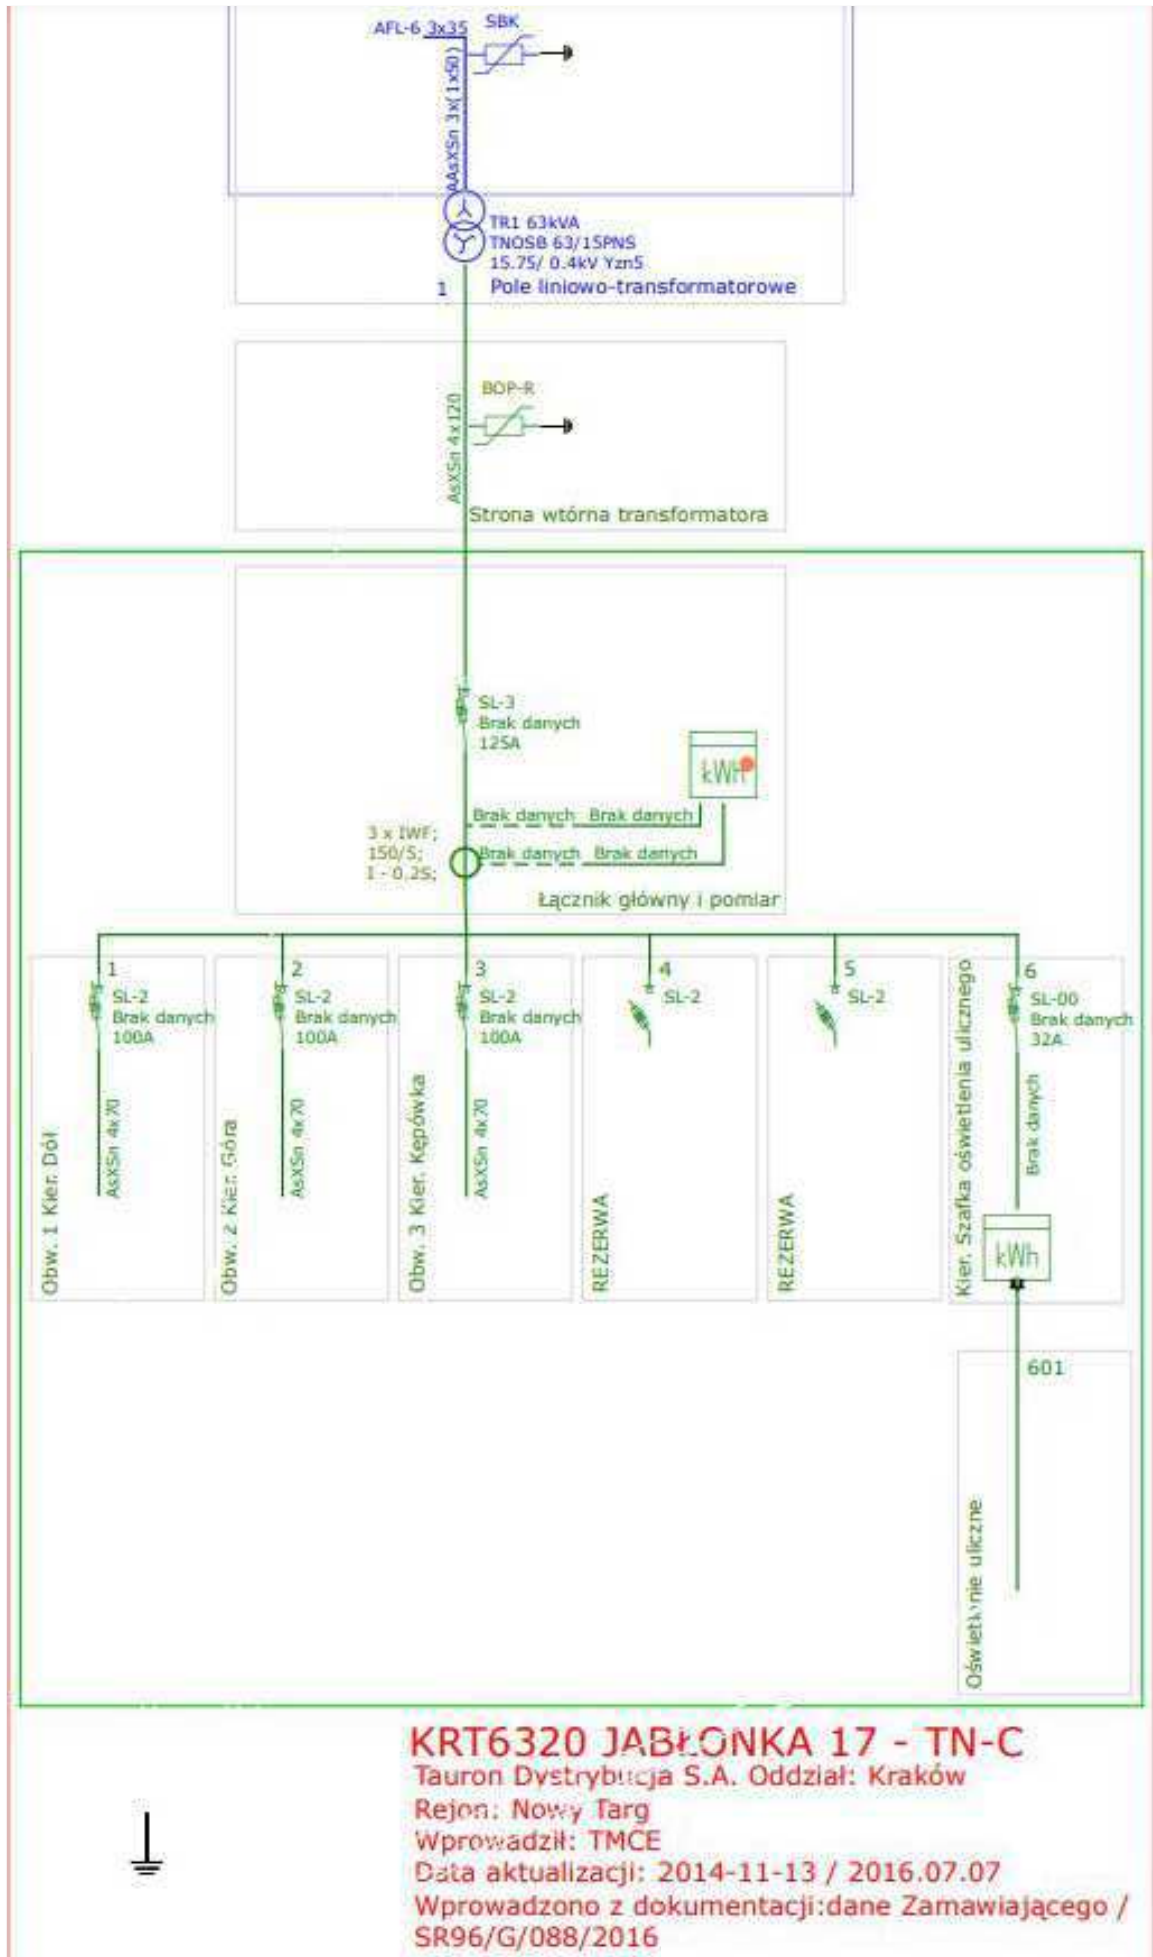 AFL-6 3x35
SBK
AAsXSn 3x(1x50)
TR1 63kVA
TNOSB 63/15PNS
15.75/ 0.4kV Yzn5
1
Pole liniowo-transformatorowe
BOP-R
AsXSn 4x120
Strona wtórna transformatora
SL-3
Brak danych
125A
kWh
Brak danych Brak danych
3 x IWF;
150/5;
I - 0.2S;
Brak danych Brak danych
Łącznik główny i pomiar
1
SL-2
Brak danych
100A
AsXSn 4x70
Obw. 1 Kier. Dół
2
SL-2
Brak danych
100A
AsXSn 4x70
Obw. 2 Kier. Góra
3
SL-2
Brak danych
100A
AsXSn 4x70
Obw. 3 Kier. Kępówka
4
SL-2
REZERWA
5
SL-2
REZERWA
6
SL-00
Brak danych
32A
Brak danych
Kier. Szafka oświetlenia ulicznego
kWh
601
Oświetlenie uliczne
KRT6320 JABŁONKA 17 - TN-C
Tauron Dystrybucja S.A. Oddział: Kraków
Rejon: Nowy Targ
Wprowadził: TMCE
Data aktualizacji: 2014-11-13 / 2016.07.07
Wprowadzono z dokumentacji:dane Zamawiającego /
SR96/G/088/2016